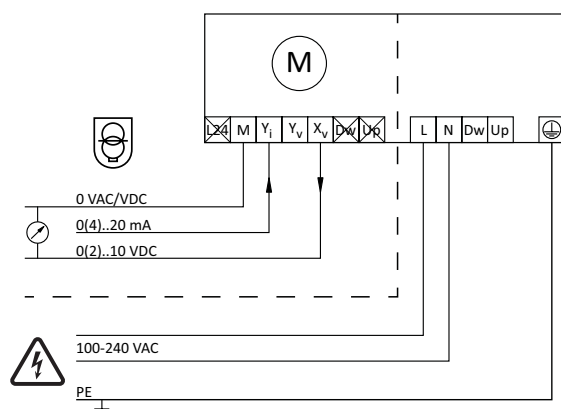 M
L24 M Yi Yv Xv Dw Up L N Dw Up
0 VAC/VDC
0(4)..20 mA
0(2)..10 VDC
100-240 VAC
PE